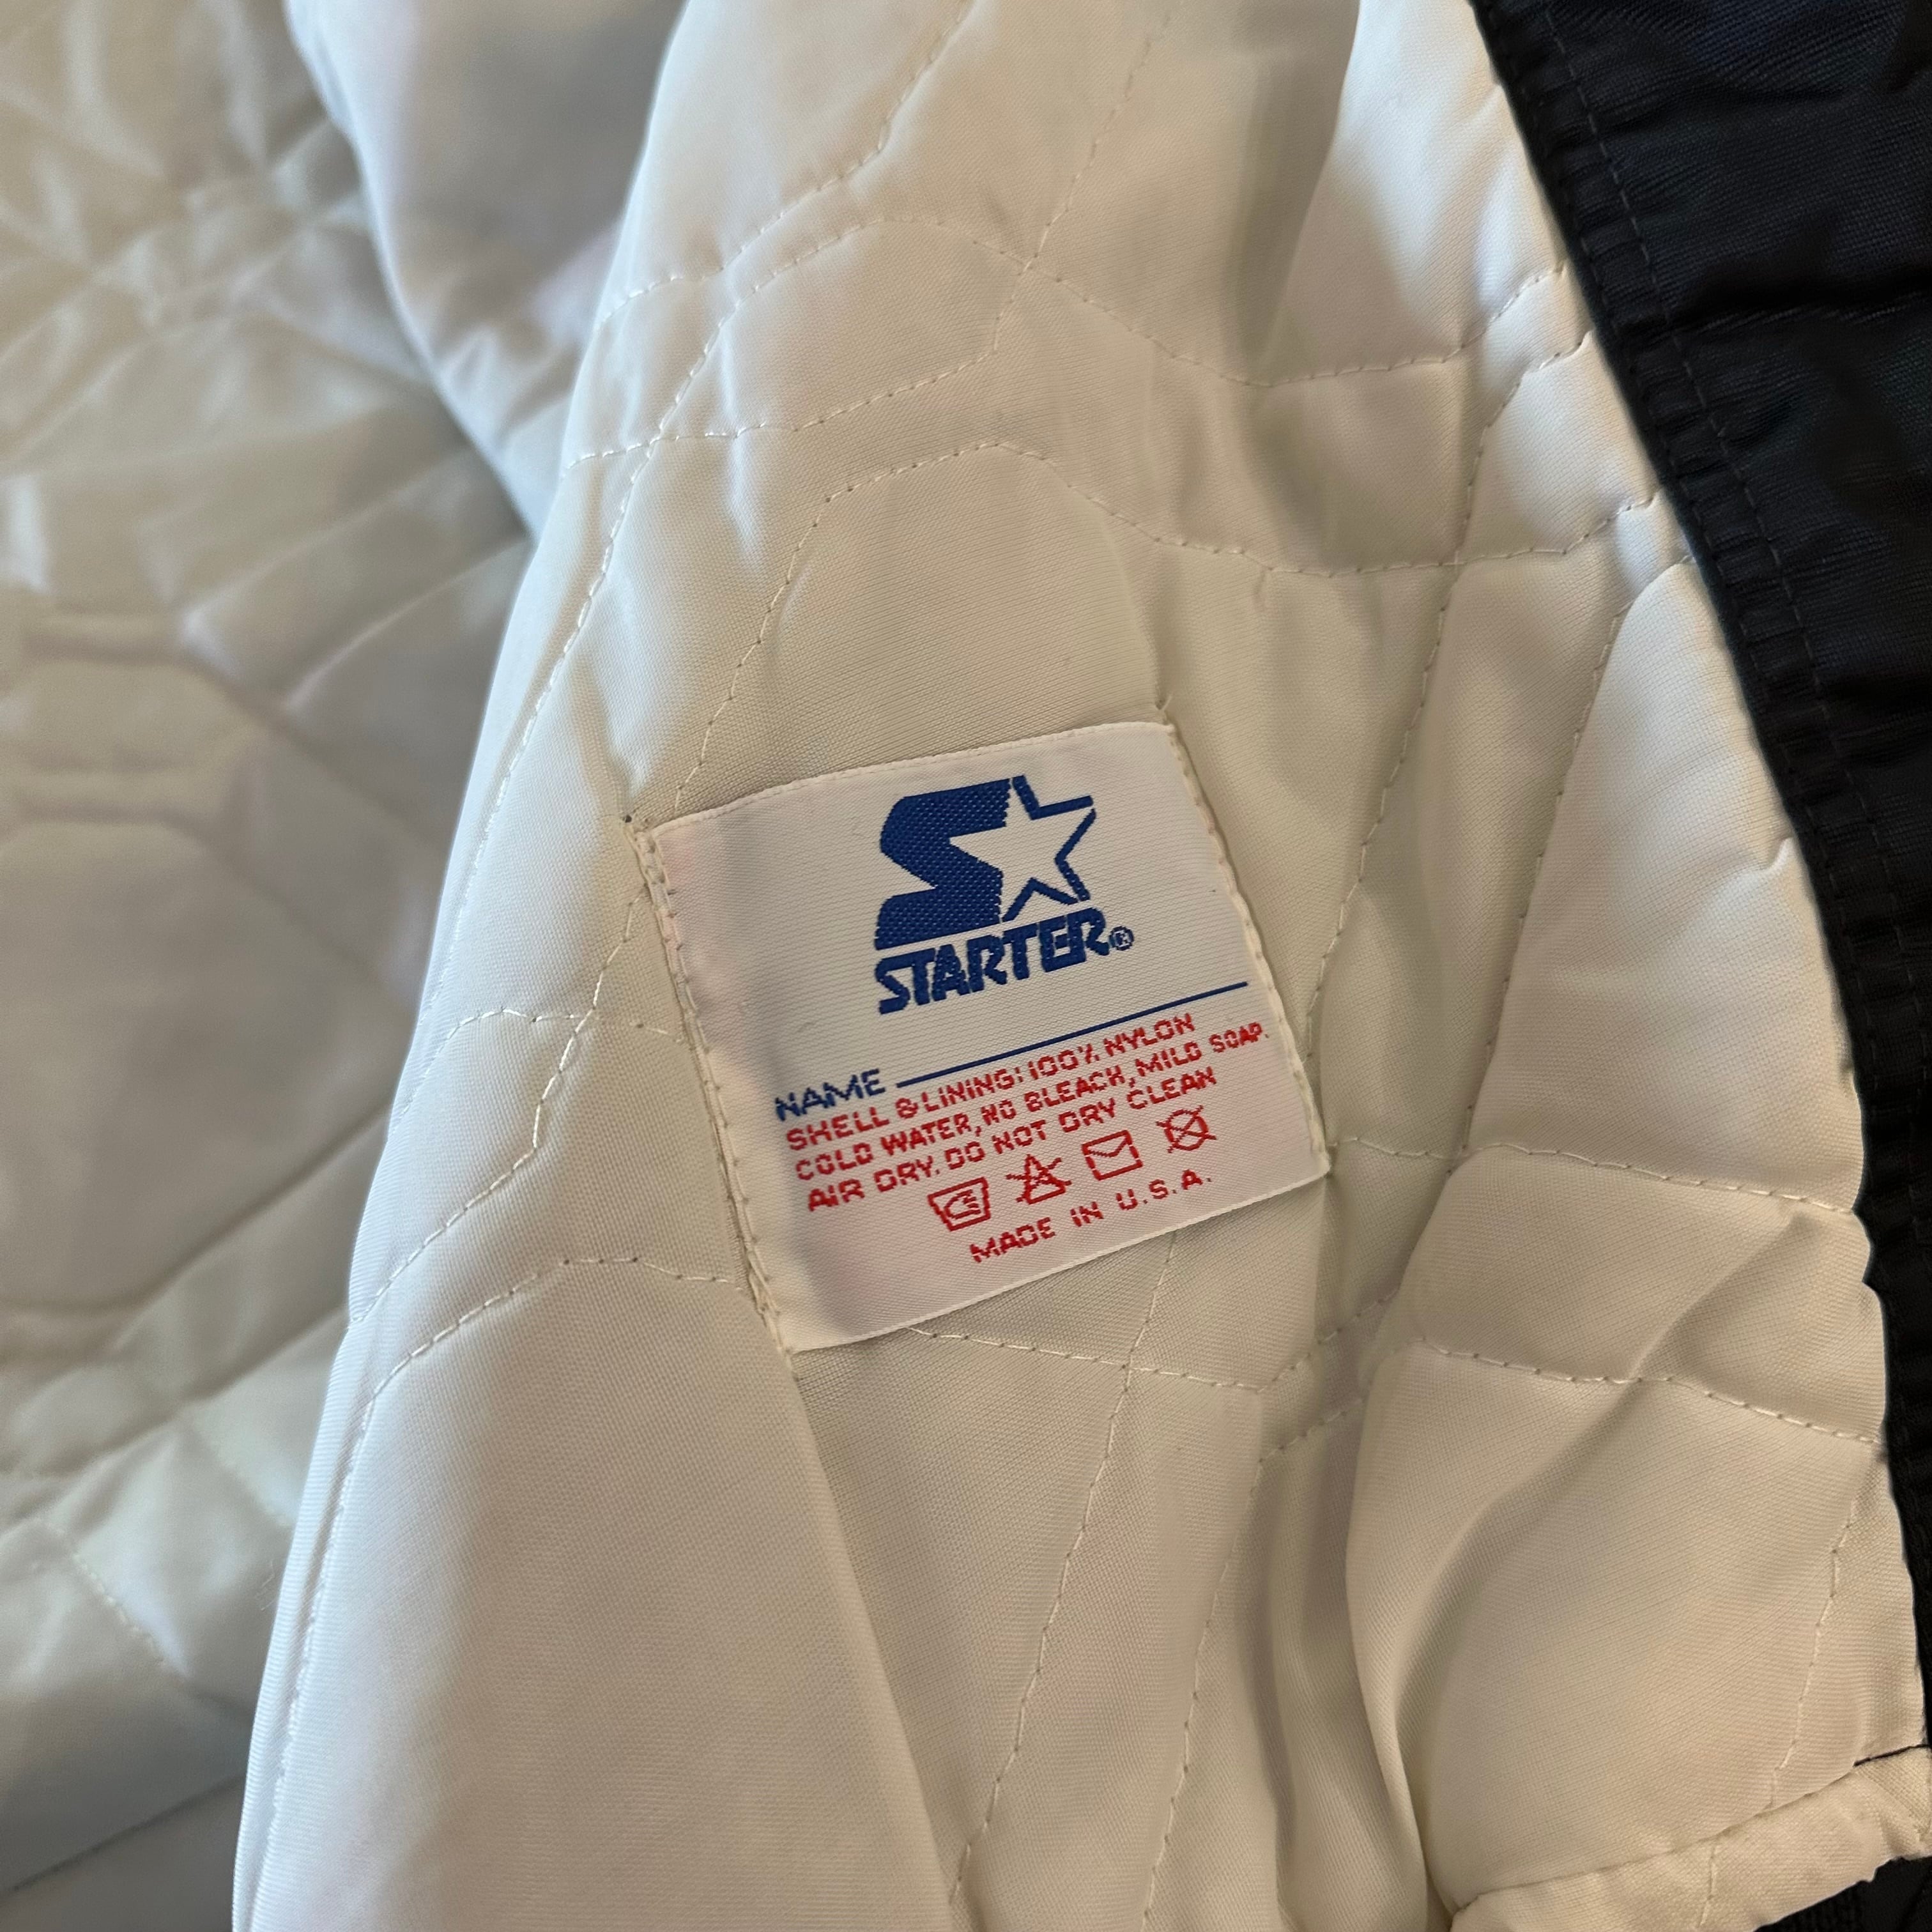 STARTER®
NAME
SHELL & LINING: 100% NYLON
COLD WATER, NO BLEACH, MILD SOAP.
AIR DRY. DO NOT DRY CLEAN
MADE IN U.S.A.